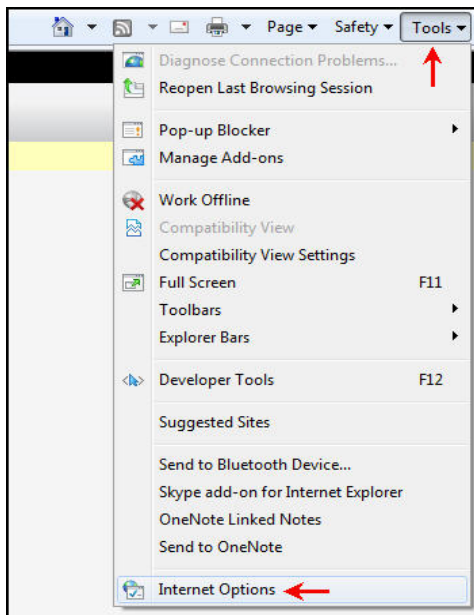 Page Safety Tools
Diagnose Connection Problems...
Reopen Last Browsing Session
Pop-up Blocker
Manage Add-ons
Work Offline
Compatibility View
Compatibility View Settings
Full Screen F11
Toolbars
Explorer Bars
Developer Tools F12
Suggested Sites
Send to Bluetooth Device...
Skype add-on for Internet Explorer
OneNote Linked Notes
Send to OneNote
Internet Options